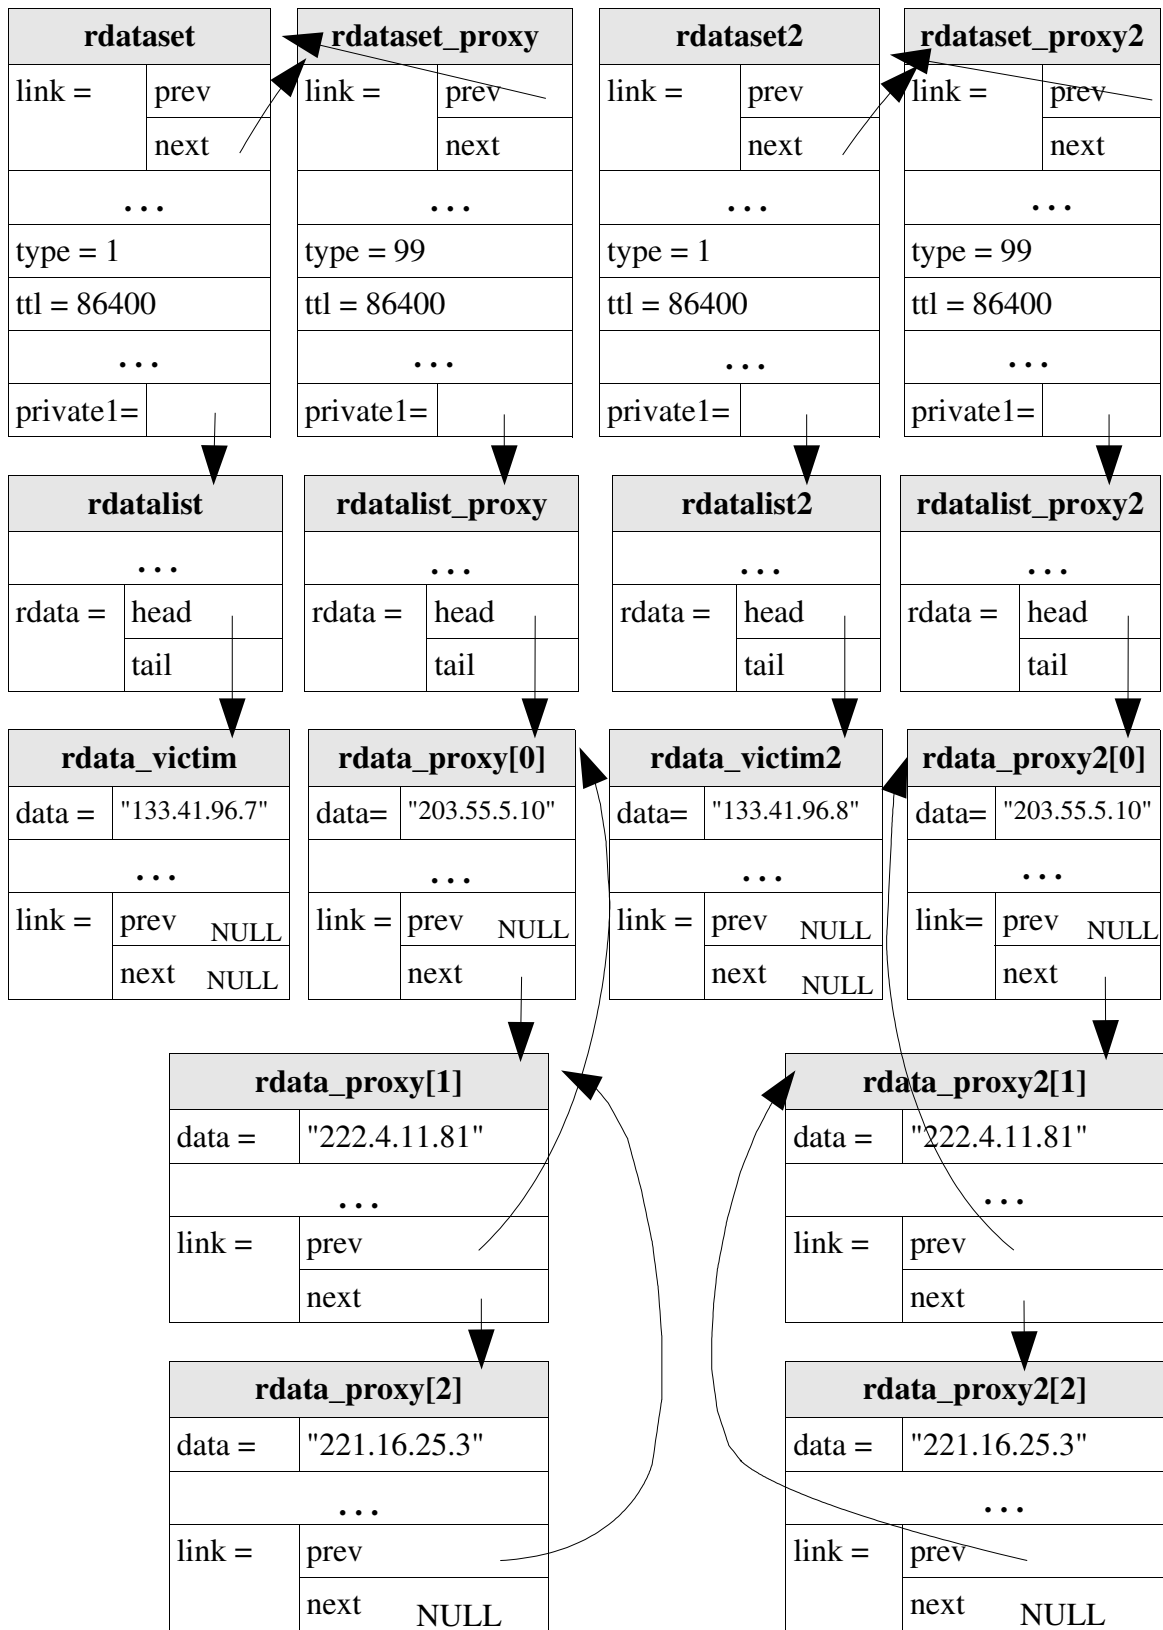 rdataset rdataset_proxy rdataset2 rdataset_proxy2
link = prev link = prev link = prev link = prev
next next next next
... ... ... ...
type = 1 type = 99 type = 1 type = 99
ttl = 86400 ttl = 86400 ttl = 86400 ttl = 86400
... ... ... ...
private1= private1= private1= private1=
rdatalist rdatalist_proxy rdatalist2 rdatalist_proxy2
... ... ... ...
rdata = head rdata = head rdata = head rdata = head
tail tail tail tail
rdata_victim rdata_proxy[0] rdata_victim2 rdata_proxy2[0]
data = "133.41.96.7" data= "203.55.5.10" data= "133.41.96.8" data= "203.55.5.10"
... ... ... ...
link = prev NULL link = prev NULL link = prev NULL link= prev NULL
next NULL next next NULL next
rdata_proxy[1] rdata_proxy2[1]
data = "222.4.11.81" data = "222.4.11.81"
... ...
link = prev link = prev
next next
rdata_proxy[2] rdata_proxy2[2]
data = "221.16.25.3" data = "221.16.25.3"
... ...
link = prev link = prev
next NULL next NULL